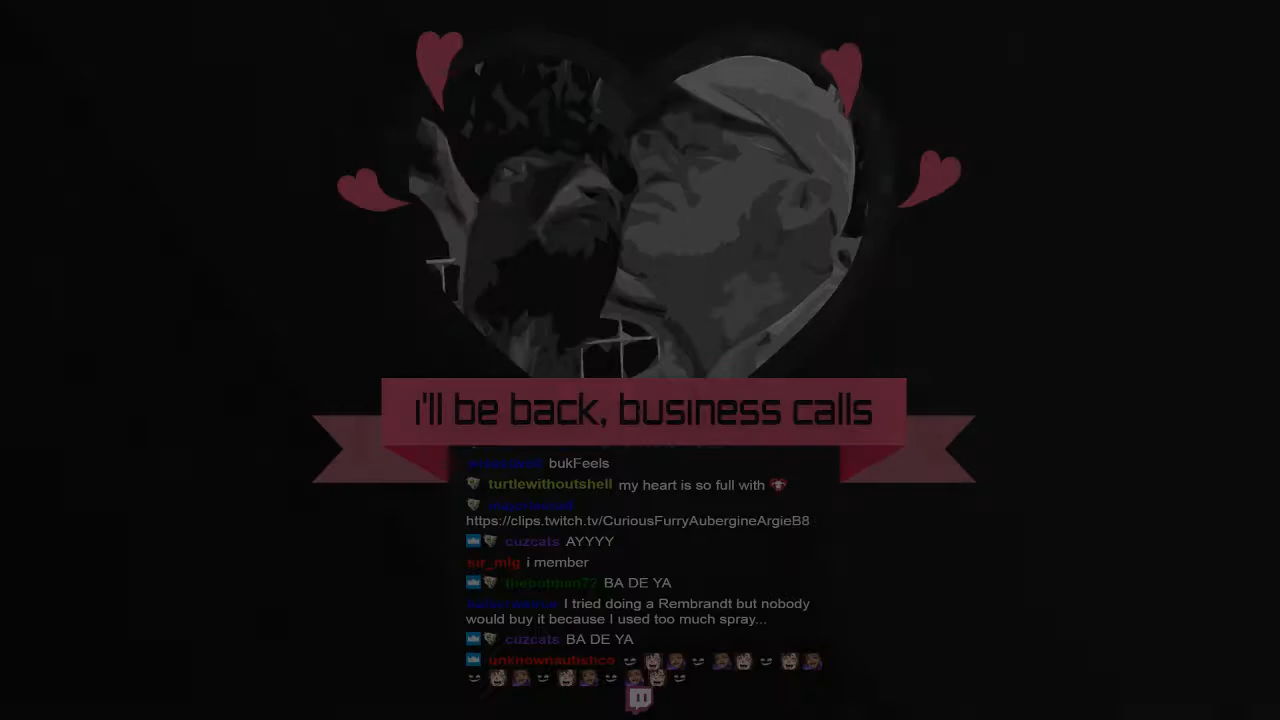 i'll be back, business calls
bukFeels
turtlewithoutshell my heart is so full with
https://clips.twitch.tv/CuriousFurryAubergineArgieB8
cuzcats AYYYY
sir_mlg i member
thebotman72 BA DE YA
I tried doing a Rembrandt but nobody
would buy it because I used too much spray...
cuzcats BA DE YA
unknownautistico